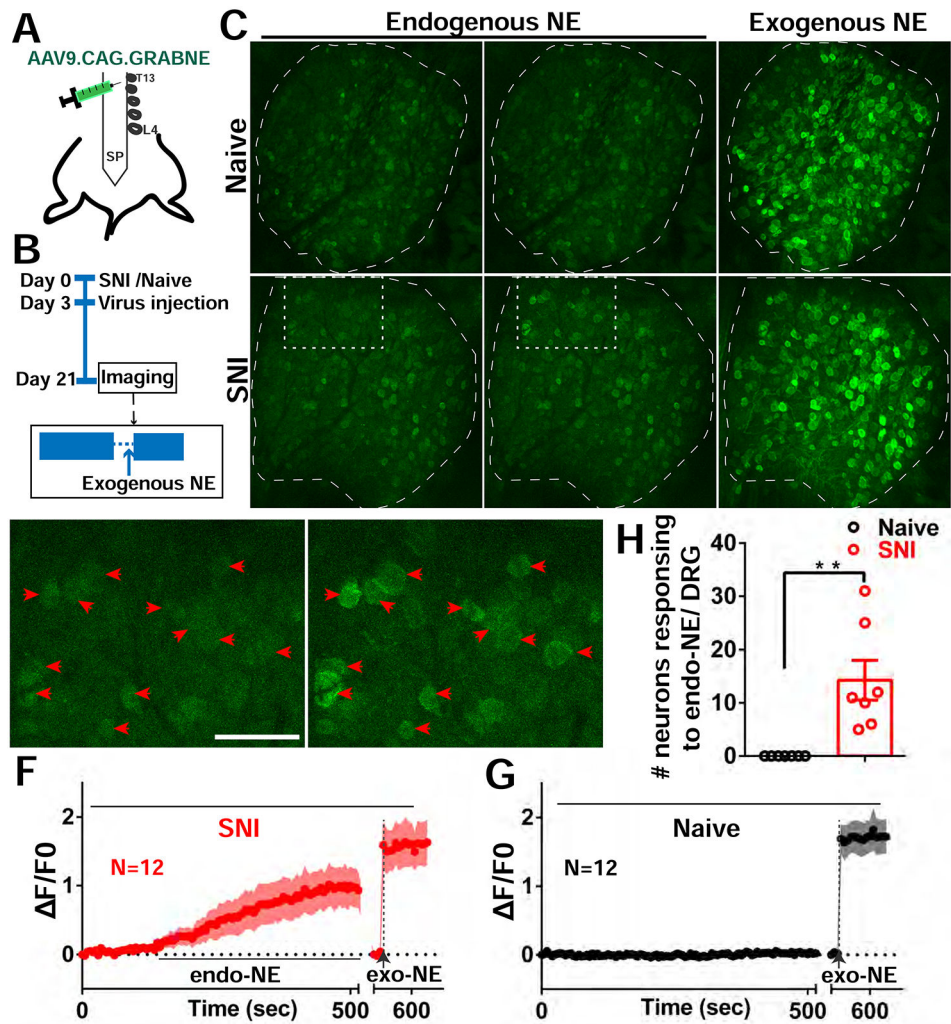 A
AAV9.CAG.GRABNE
T13
L4
SP
B
Day 0
SNI /Naive
Day 3
Virus injection
Day 21
Imaging
Exogenous NE
C
Endogenous NE
Exogenous NE
Naive
SNI
H
# neurons responsing
to endo-NE/ DRG
40
30
20
10
0
Naive
SNI
**
F
ΔF/F0
2
1
0
SNI
N=12
endo-NE
exo-NE
0
500
600
Time (sec)
G
ΔF/F0
2
1
0
Naive
N=12
exo-NE
0
500
600
Time (sec)